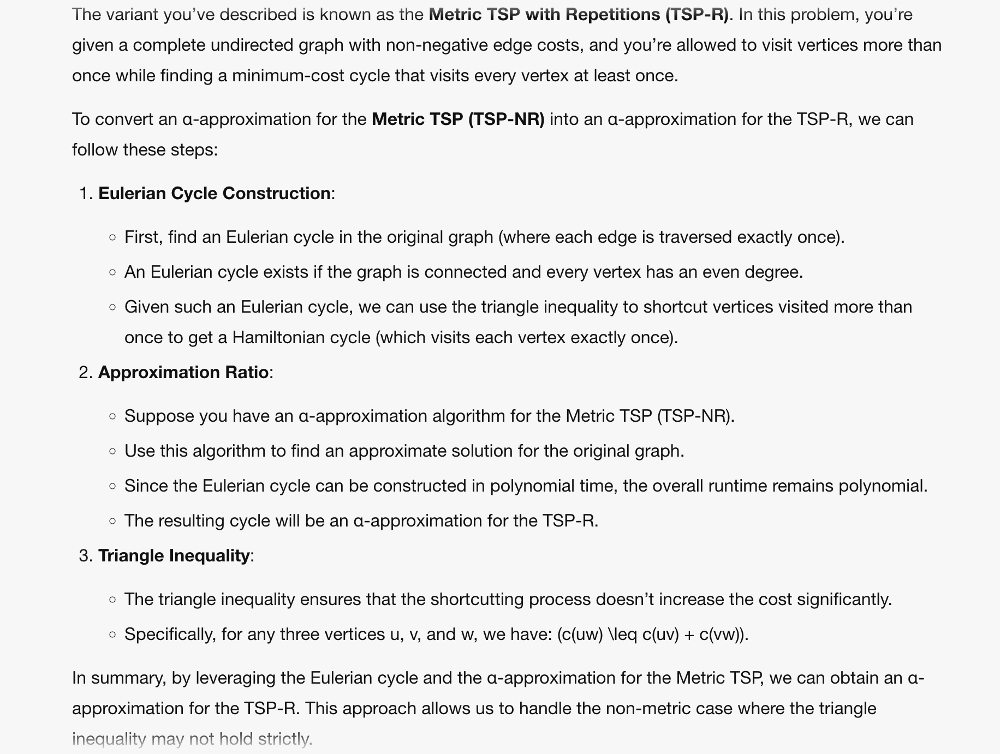 The variant you’ve described is known as the Metric TSP with Repetitions (TSP-R). In this problem, you’re
given a complete undirected graph with non-negative edge costs, and you’re allowed to visit vertices more than
once while finding a minimum-cost cycle that visits every vertex at least once.
To convert an α-approximation for the Metric TSP (TSP-NR) into an α-approximation for the TSP-R, we can
follow these steps:
1. Eulerian Cycle Construction:
◦ First, find an Eulerian cycle in the original graph (where each edge is traversed exactly once).
◦ An Eulerian cycle exists if the graph is connected and every vertex has an even degree.
◦ Given such an Eulerian cycle, we can use the triangle inequality to shortcut vertices visited more than
once to get a Hamiltonian cycle (which visits each vertex exactly once).
2. Approximation Ratio:
◦ Suppose you have an α-approximation algorithm for the Metric TSP (TSP-NR).
◦ Use this algorithm to find an approximate solution for the original graph.
◦ Since the Eulerian cycle can be constructed in polynomial time, the overall runtime remains polynomial.
◦ The resulting cycle will be an α-approximation for the TSP-R.
3. Triangle Inequality:
◦ The triangle inequality ensures that the shortcutting process doesn’t increase the cost significantly.
◦ Specifically, for any three vertices u, v, and w, we have: (c(uw) \leq c(uv) + c(vw)).
In summary, by leveraging the Eulerian cycle and the α-approximation for the Metric TSP, we can obtain an α-
approximation for the TSP-R. This approach allows us to handle the non-metric case where the triangle
inequality may not hold strictly.